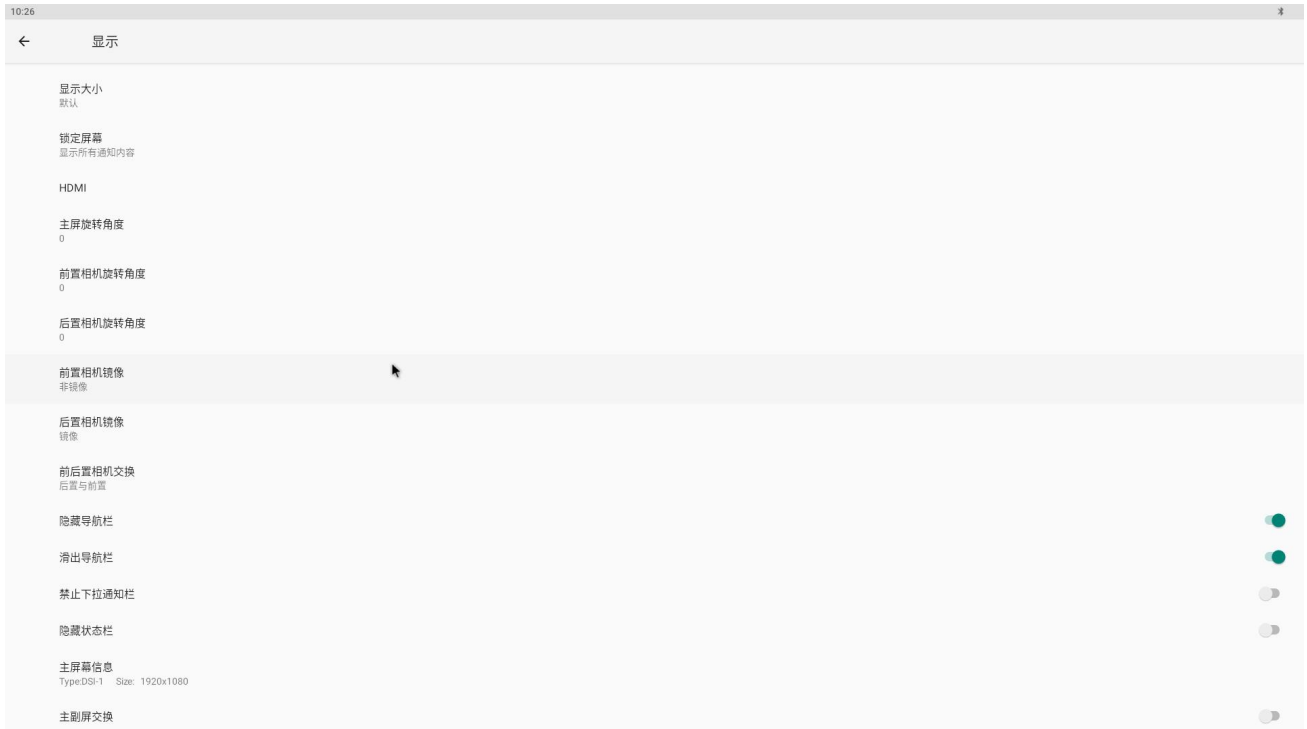 10:26
显示
显示大小
默认
锁定屏幕
显示所有通知内容
HDMI
主屏旋转角度
0
前置相机旋转角度
0
后置相机旋转角度
0
前置相机镜像
非镜像
后置相机镜像
镜像
前后置相机交换
后置与前置
隐藏导航栏
滑出导航栏
禁止下拉通知栏
隐藏状态栏
主屏幕信息
Type:DSI-1 Size: 1920x1080
主副屏交换